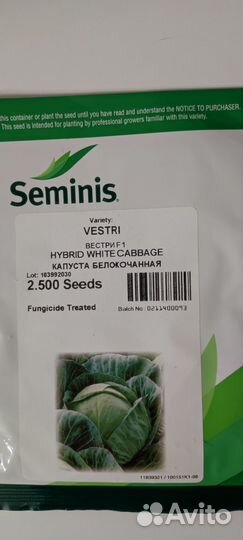 this container or plant the seed until you have read and understand the NOTICE TO PURCHASER.
This seed is intended for planting by professional growers familiar with this variety.
Seminis®
Variety:
VESTRI
ВЕСТРИ F1
HYBRID WHITE CABBAGE
КАПУСТА БЕЛОКОЧАННАЯ
Lot: 163992030
2.500 Seeds
Fungicide Treated
Batch No: 0211400093
Avito